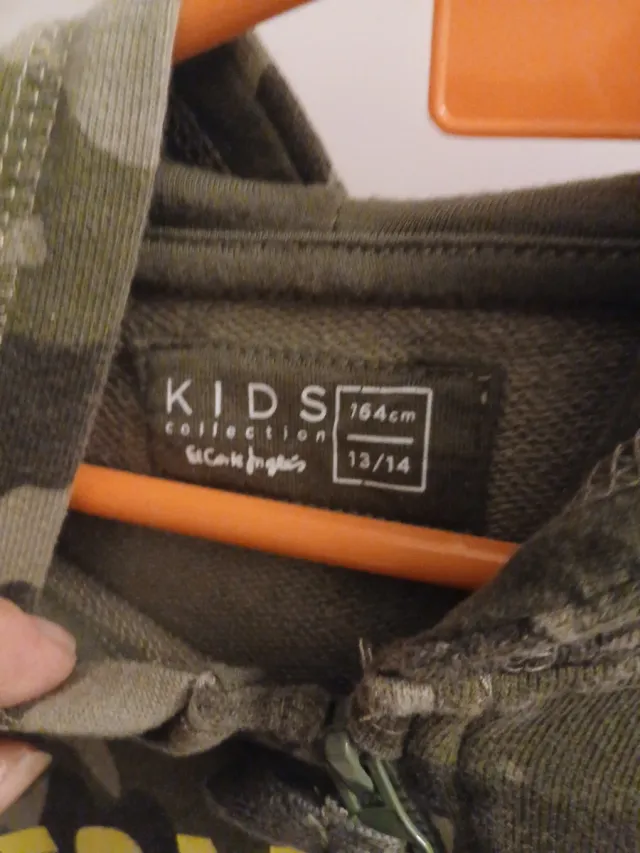 KIDS
collection
El Corte Inglés
164cm
13/14